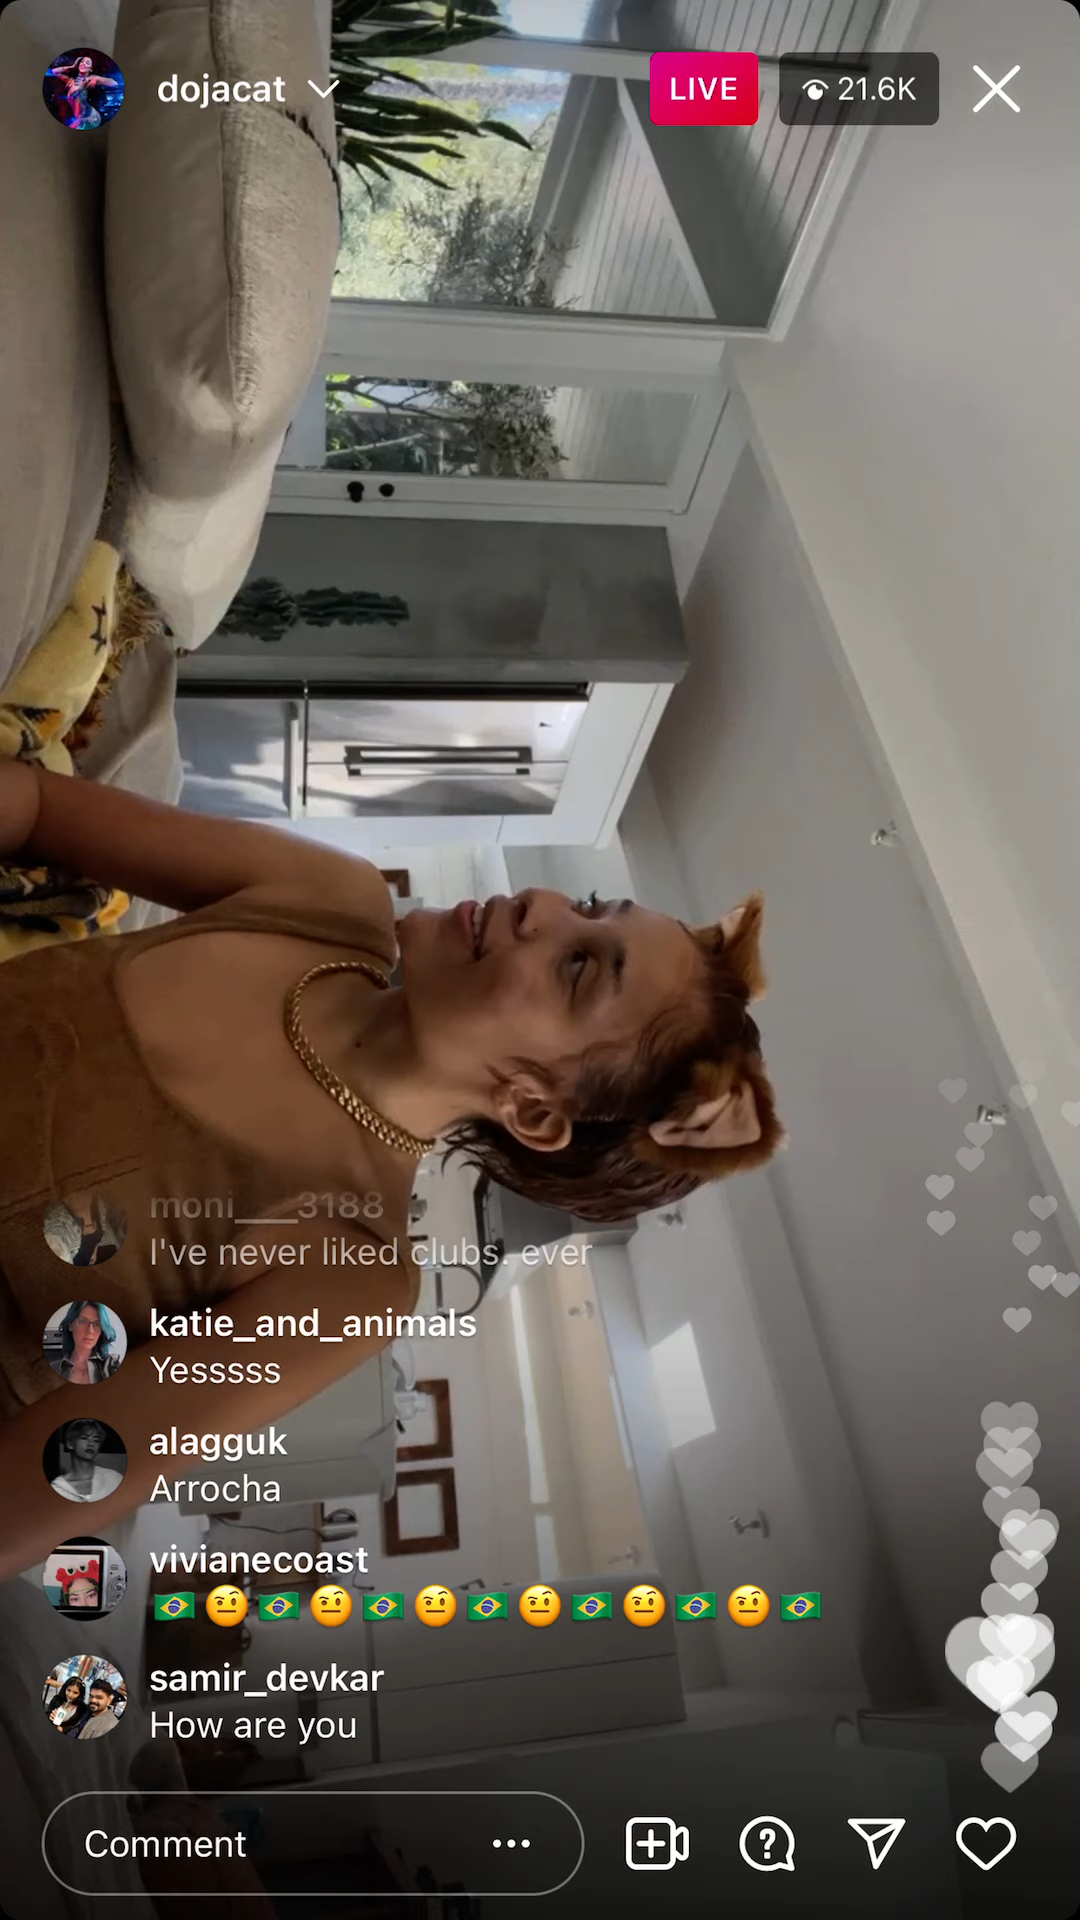 dojacat
LIVE
21.6K
moni___3188
I've never liked clubs. ever
katie_and_animals
Yesssss
alagguk
Arrocha
vivianecoast
🇧🇷🤨🇧🇷🤨🇧🇷🤨🇧🇷🤨🇧🇷🤨🇧🇷🤨🇧🇷
samir_devkar
How are you
Comment